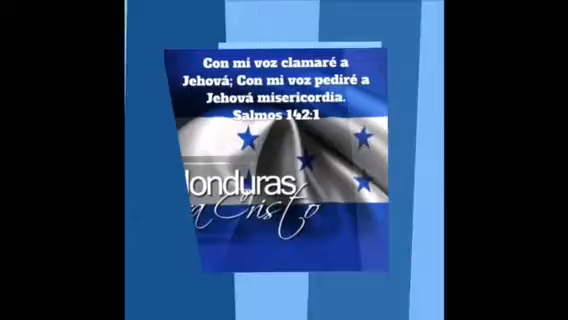 Con mi voz clamaré a
Jehová; Con mi voz pediré a
Jehová misericordia.
Salmos 142:1
Honduras
a Cristo